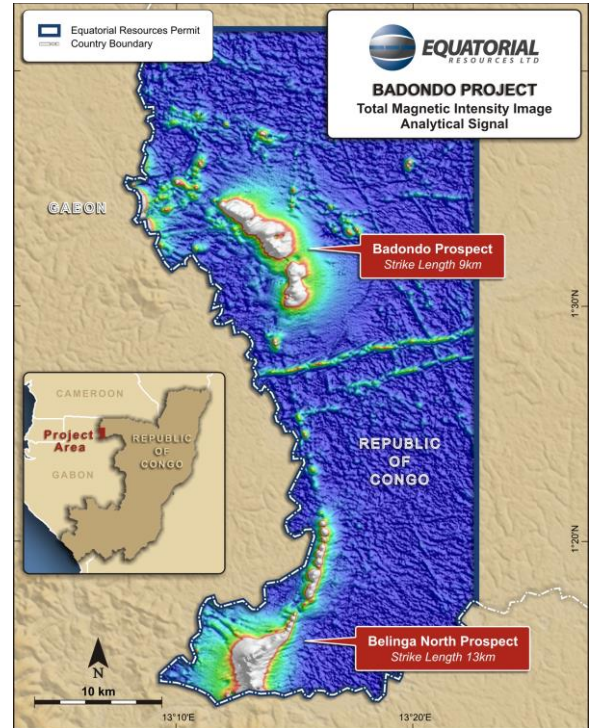 Equatorial Resources Permit
Country Boundary
EQUATORIAL
RESOURCES LTD
BADONDO PROJECT
Total Magnetic Intensity Image
Analytical Signal
GABON
Badondo Prospect
Strike Length 9km
1°30'N
CAMEROON
Project
Area
REPUBLIC
OF
CONGO
GABON
REPUBLIC
OF
CONGO
1°20'N
Belinga North Prospect
Strike Length 13km
N
10 km
13°10'E
13°20'E